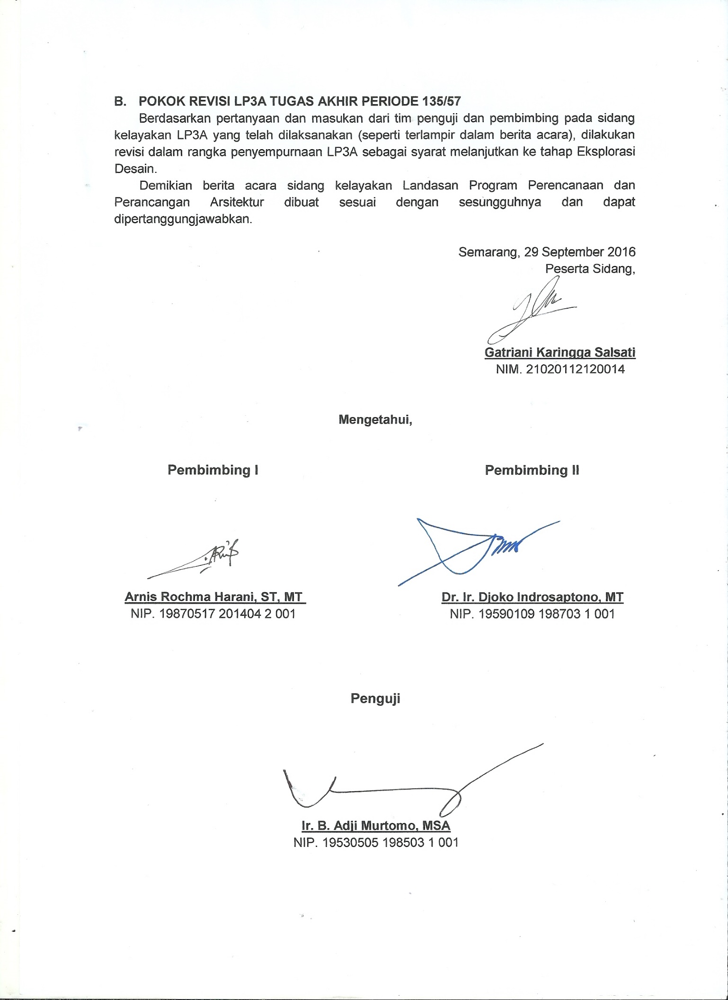 B. POKOK REVISI LP3A TUGAS AKHIR PERIODE 135/57
Berdasarkan pertanyaan dan masukan dari tim penguji dan pembimbing pada sidang
kelayakan LP3A yang telah dilaksanakan (seperti terlampir dalam berita acara), dilakukan
revisi dalam rangka penyempurnaan LP3A sebagai syarat melanjutkan ke tahap Eksplorasi
Desain.
Demikian berita acara sidang kelayakan Landasan Program Perencanaan dan
Perancangan Arsitektur dibuat sesuai dengan sesungguhnya dan dapat
dipertanggungjawabkan.
Semarang, 29 September 2016
Peserta Sidang,
Gatriani Karingga Salsati
NIM. 21020112120014
Mengetahui,
Pembimbing I
Pembimbing II
Arnis Rochma Harani, ST, MT
Dr. Ir. Djoko Indrosaptono, MT
NIP. 19870517 201404 2 001
NIP. 19590109 198703 1 001
Penguji
Ir. B. Adji Murtomo, MSA
NIP. 19530505 198503 1 001